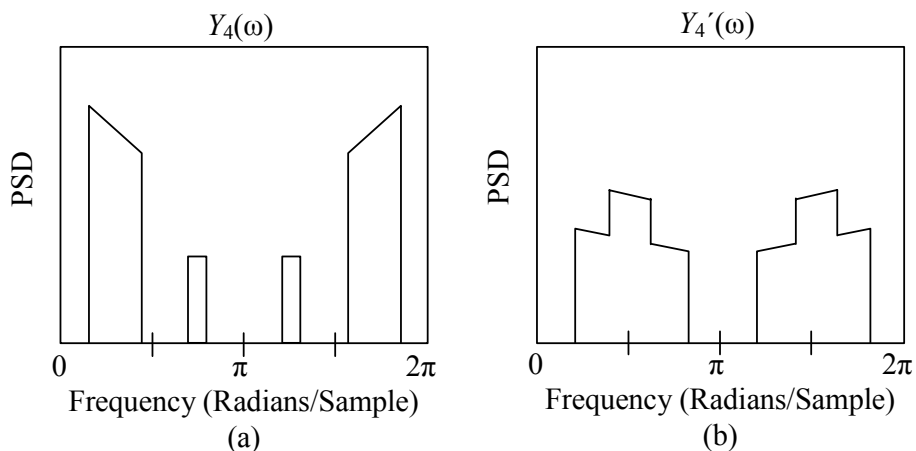 Y₄(ω)
PSD
0
π
2π
Frequency (Radians/Sample)
(a)
Y₄´(ω)
PSD
0
π
2π
Frequency (Radians/Sample)
(b)